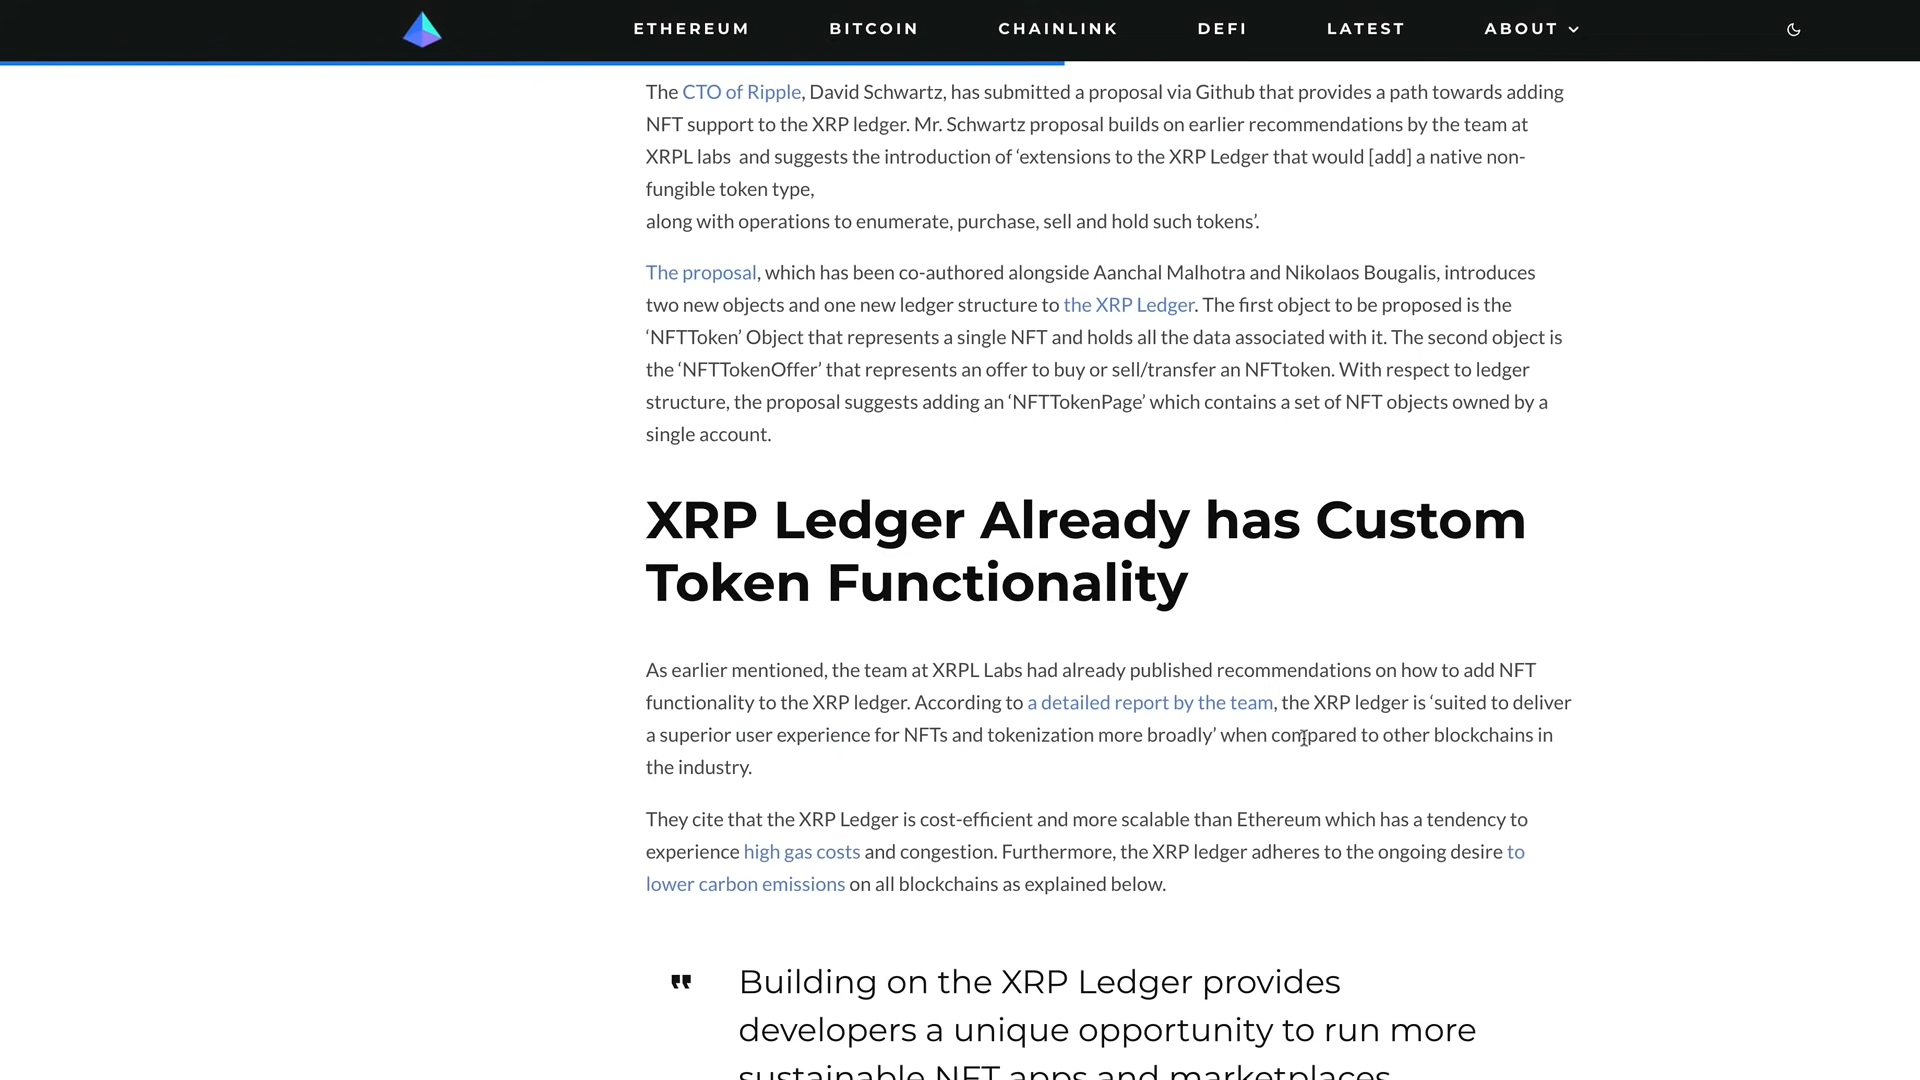 ETHEREUM BITCOIN CHAINLINK DEFI LATEST ABOUT
The CTO of Ripple, David Schwartz, has submitted a proposal via Github that provides a path towards adding
NFT support to the XRP ledger. Mr. Schwartz proposal builds on earlier recommendations by the team at
XRPL labs  and suggests the introduction of ‘extensions to the XRP Ledger that would [add] a native non-
fungible token type,
along with operations to enumerate, purchase, sell and hold such tokens’.
The proposal, which has been co-authored alongside Aanchal Malhotra and Nikolaos Bougalis, introduces
two new objects and one new ledger structure to the XRP Ledger. The first object to be proposed is the
‘NFTToken’ Object that represents a single NFT and holds all the data associated with it. The second object is
the ‘NFTTokenOffer’ that represents an offer to buy or sell/transfer an NFTtoken. With respect to ledger
structure, the proposal suggests adding an ‘NFTTokenPage’ which contains a set of NFT objects owned by a
single account.
XRP Ledger Already has Custom
Token Functionality
As earlier mentioned, the team at XRPL Labs had already published recommendations on how to add NFT
functionality to the XRP ledger. According to a detailed report by the team, the XRP ledger is ‘suited to deliver
a superior user experience for NFTs and tokenization more broadly’ when compared to other blockchains in
the industry.
They cite that the XRP Ledger is cost-efficient and more scalable than Ethereum which has a tendency to
experience high gas costs and congestion. Furthermore, the XRP ledger adheres to the ongoing desire to
lower carbon emissions on all blockchains as explained below.
" Building on the XRP Ledger provides
developers a unique opportunity to run more
sustainable NFT apps and marketplaces